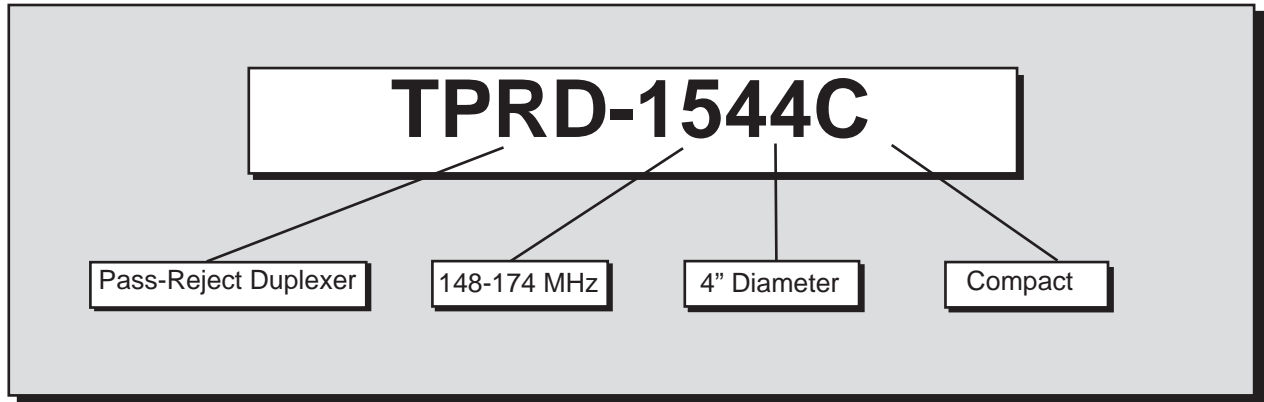 TPRD-1544C
Pass-Reject Duplexer
148-174 MHz
4” Diameter
Compact